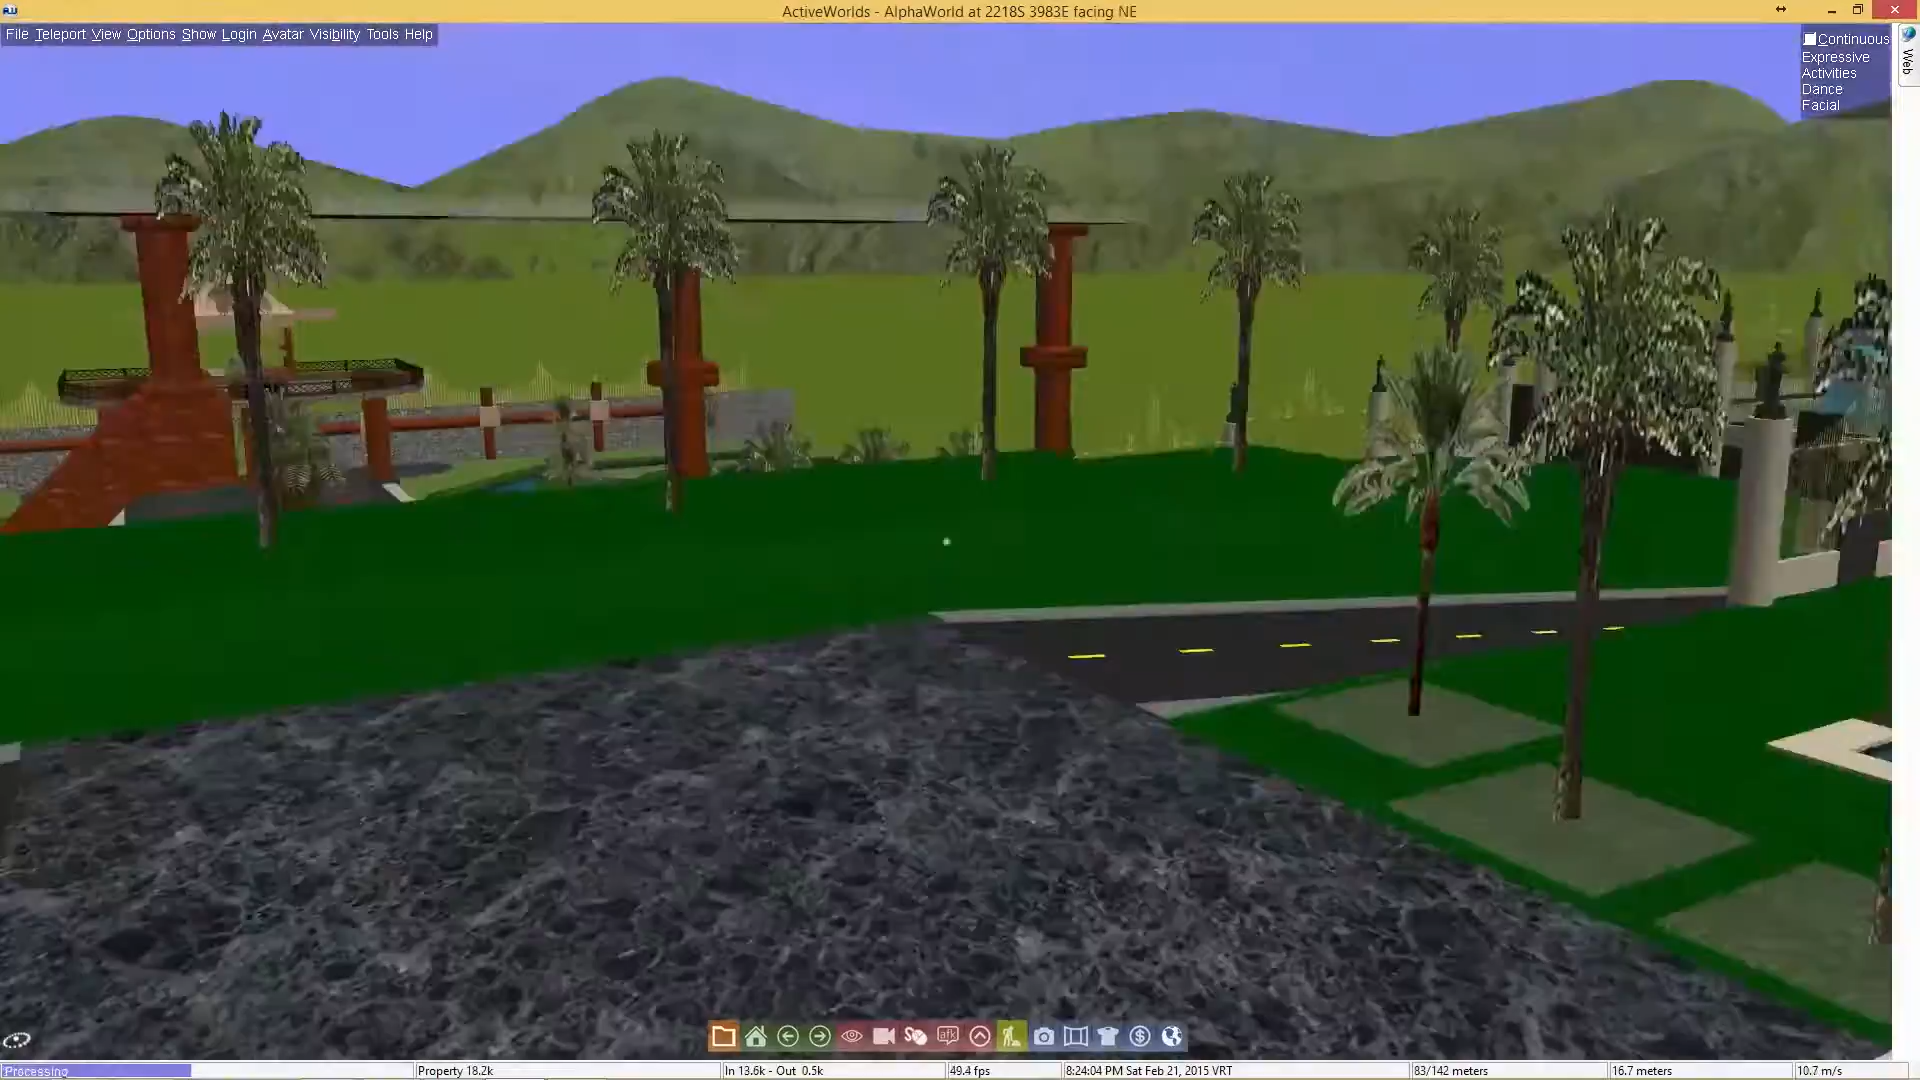 ActiveWorlds - AlphaWorld at 2218S 3983E facing NE
File Teleport View Options Show Login Avatar Visibility Tools Help
Continuous
Expressive
Activities
Dance
Facial
Web
afk
Processing
Property 18.2k
In 13.6k - Out 0.5k
49.4 fps
8:24:04 PM Sat Feb 21, 2015 VRT
83/142 meters
16.7 meters
10.7 m/s